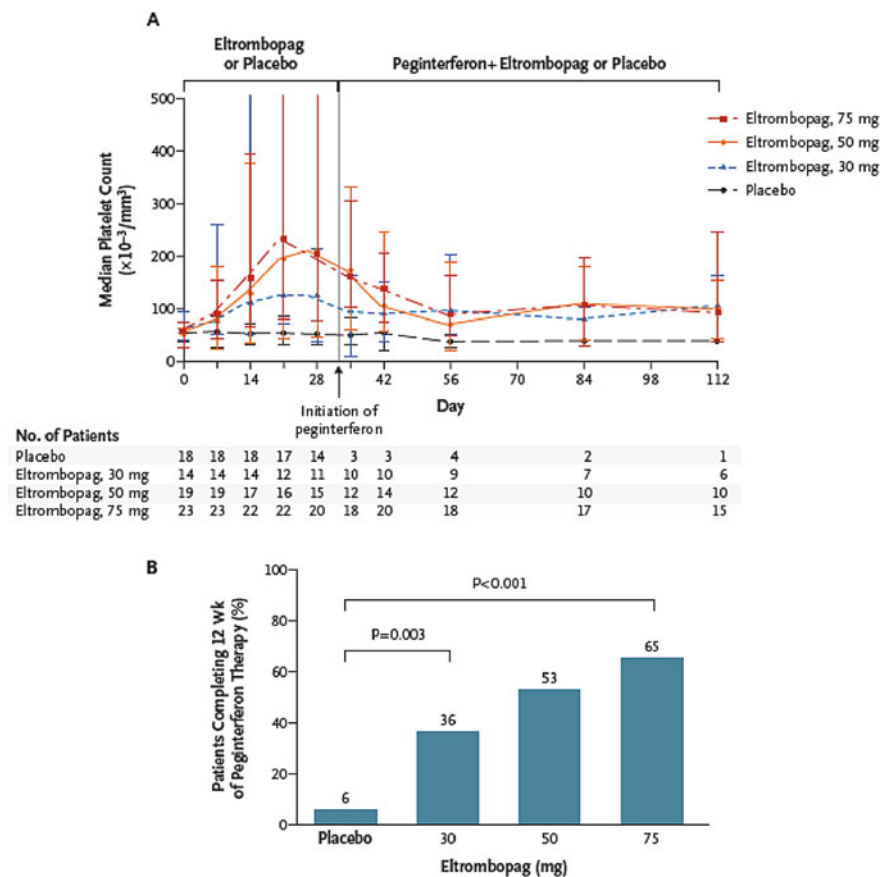 A
Eltrombopag
or Placebo
Peginterferon+ Eltrombopag or Placebo
500
400
300
200
100
0
Median Platelet Count
(×10⁻³/mm³)
Eltrombopag, 75 mg
Eltrombopag, 50 mg
Eltrombopag, 30 mg
Placebo
0 14 28 42 56 70 84 98 112
Day
Initiation of
peginterferon
No. of Patients
Placebo 18 18 18 17 14 3 3 4 2 1
Eltrombopag, 30 mg 14 14 14 12 11 10 10 9 7 6
Eltrombopag, 50 mg 19 19 17 16 15 12 14 12 10 10
Eltrombopag, 75 mg 23 23 22 22 20 18 20 18 17 15
B
100
80
60
40
20
0
Patients Completing 12 Wk
of Peginterferon Therapy (%)
P<0.001
P=0.003
6
36
53
65
Placebo 30 50 75
Eltrombopag (mg)